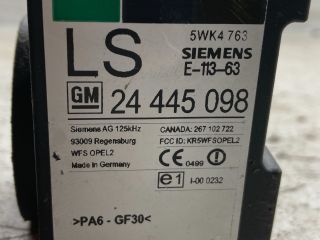 5WK4 763
LS SIEMENS
E-113-63
GM 24 445 098
Siemens AG 125kHz CANADA: 267 102 722
93009 Regensburg FCC ID: KR5WFSOPEL2
WFS OPEL2
Made in Germany CE 0499 !
e1 I-00 0232
>PA6 - GF30<